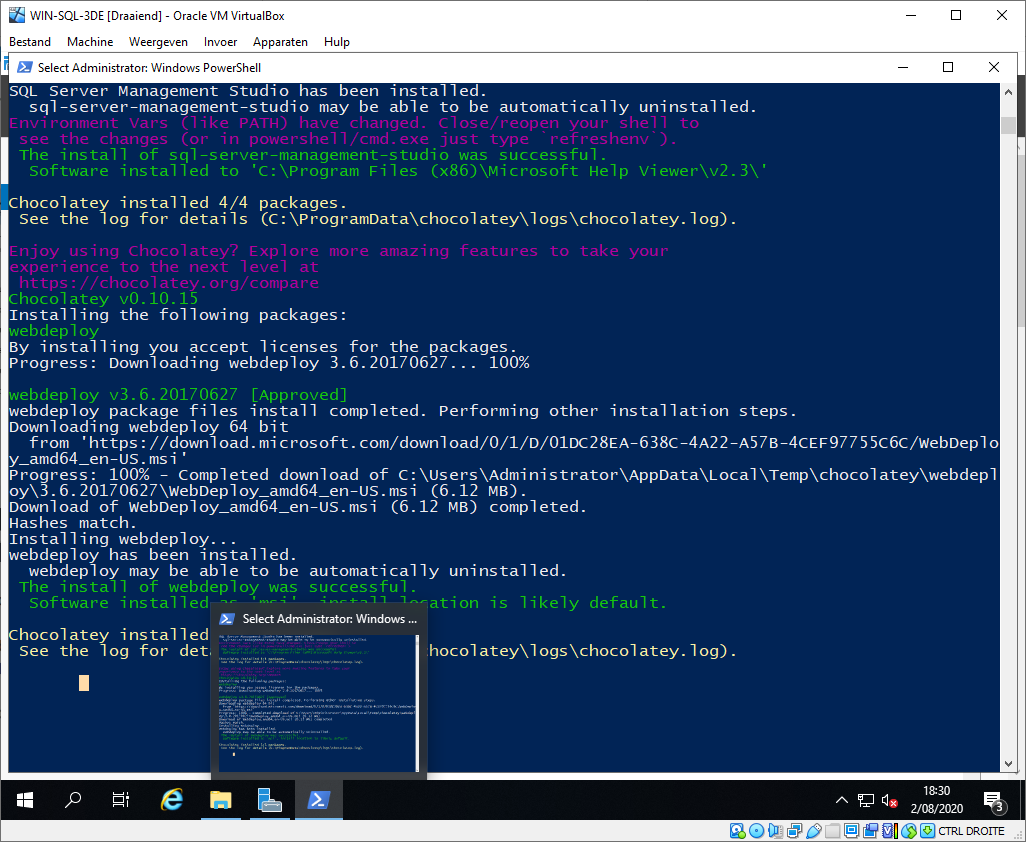 WIN-SQL-3DE [Draaiend] - Oracle VM VirtualBox
Bestand Machine Weergeven Invoer Apparaten Hulp
Select Administrator: Windows PowerShell
SQL Server Management Studio has been installed.
sql-server-management-studio may be able to be automatically uninstalled.
Environment Vars (like PATH) have changed. Close/reopen your shell to
see the changes (or in powershell/cmd.exe just type `refreshenv`).
The install of sql-server-management-studio was successful.
Software installed to 'C:\Program Files (x86)\Microsoft Help Viewer\v2.3\'
Chocolatey installed 4/4 packages.
See the log for details (C:\ProgramData\chocolatey\logs\chocolatey.log).
Enjoy using Chocolatey? Explore more amazing features to take your
experience to the next level at
https://chocolatey.org/compare
Chocolatey v0.10.15
Installing the following packages:
webdeploy
By installing you accept licenses for the packages.
Progress: Downloading webdeploy 3.6.20170627... 100%
webdeploy v3.6.20170627 [Approved]
webdeploy package files install completed. Performing other installation steps.
Downloading webdeploy 64 bit
from 'https://download.microsoft.com/download/0/1/D/01DC28EA-638C-4A22-A57B-4CEF97755C6C/WebDeplo
y_amd64_en-US.msi'
Progress: 100% - Completed download of C:\Users\Administrator\AppData\Local\Temp\chocolatey\webdepl
oy\3.6.20170627\WebDeploy_amd64_en-US.msi (6.12 MB).
Download of WebDeploy_amd64_en-US.msi (6.12 MB) completed.
Hashes match.
Installing webdeploy...
webdeploy has been installed.
webdeploy may be able to be automatically uninstalled.
The install of webdeploy was successful.
Software installed as 'msi', install location is likely default.
Select Administrator: Windows ...
Chocolatey installed
See the log for deta chocolatey\logs\chocolatey.log).
18:30
2/08/2020
3
CTRL DROITE